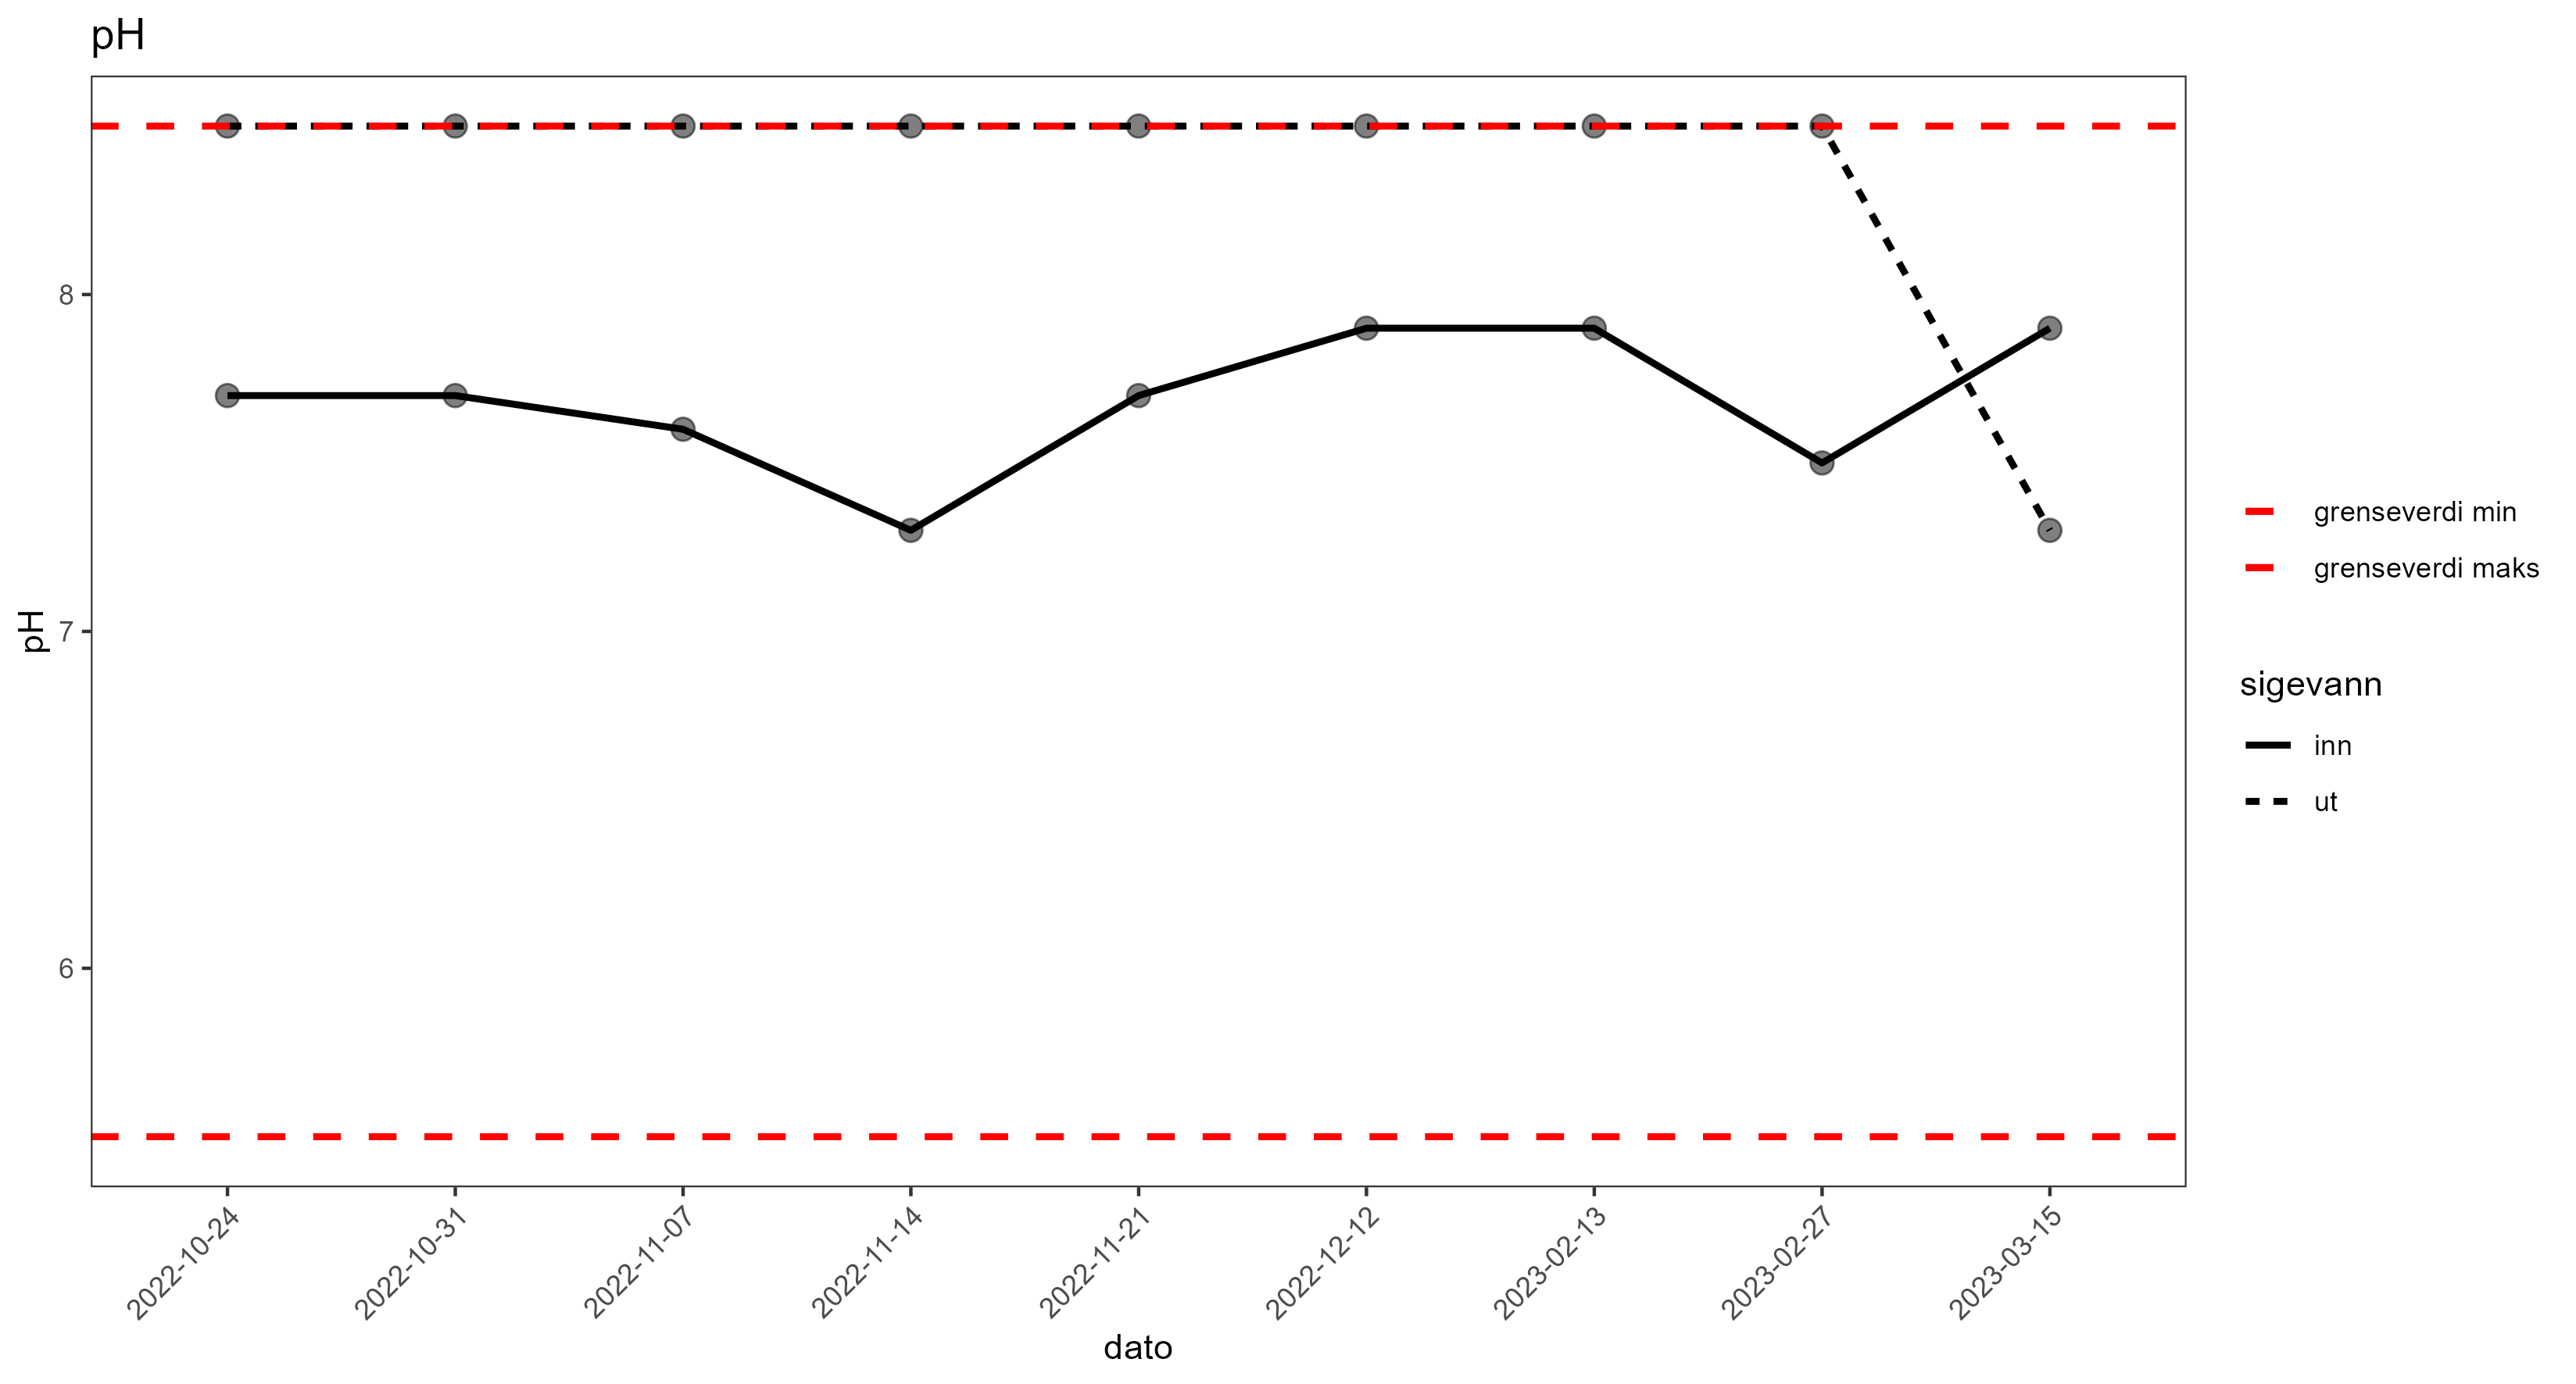 pH
pH
8
7
6
2022-10-24
2022-10-31
2022-11-07
2022-11-14
2022-11-21
2022-12-12
2023-02-13
2023-02-27
2023-03-15
dato
grenseverdi min
grenseverdi maks
sigevann
inn
ut